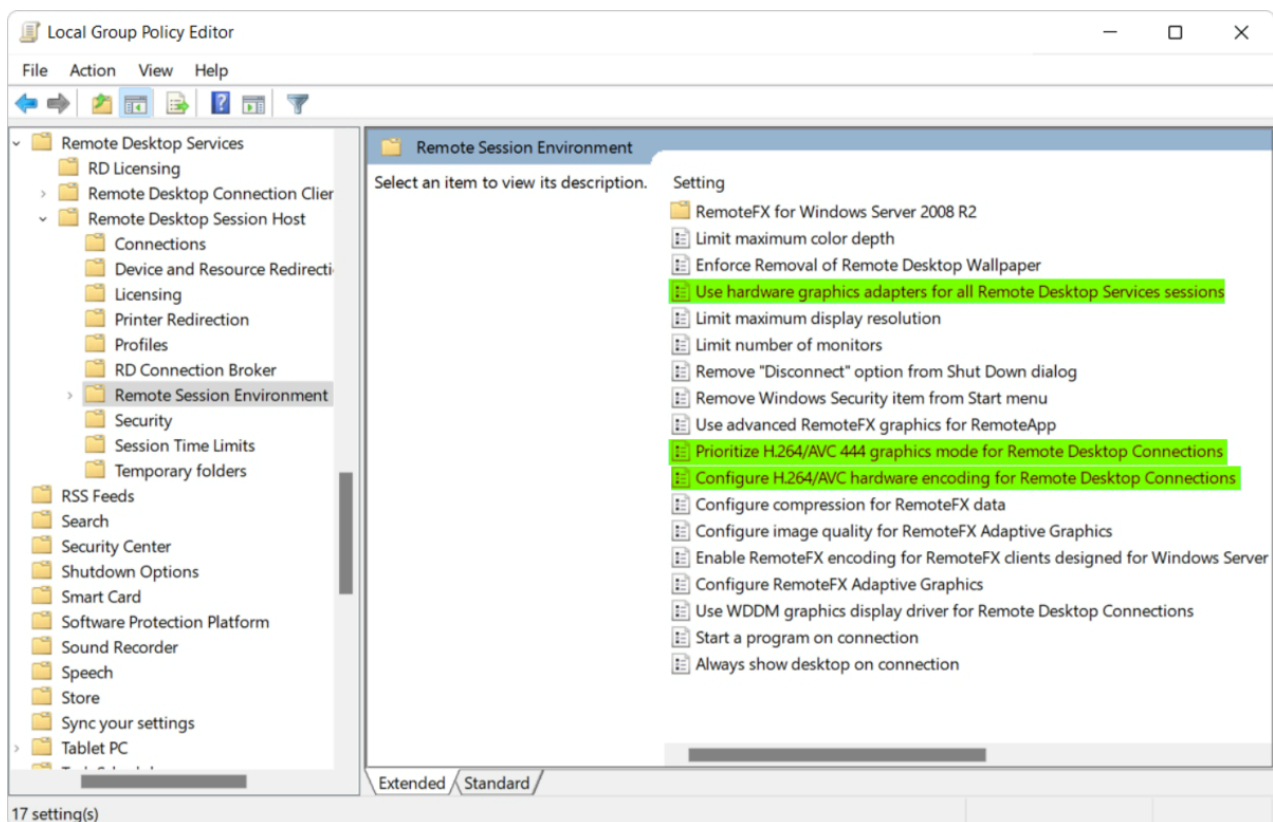 Local Group Policy Editor
File Action View Help
Remote Desktop Services
RD Licensing
Remote Desktop Connection Clier
Remote Desktop Session Host
Connections
Device and Resource Redirecti
Licensing
Printer Redirection
Profiles
RD Connection Broker
Remote Session Environment
Security
Session Time Limits
Temporary folders
RSS Feeds
Search
Security Center
Shutdown Options
Smart Card
Software Protection Platform
Sound Recorder
Speech
Store
Sync your settings
Tablet PC
Remote Session Environment
Select an item to view its description.
Setting
RemoteFX for Windows Server 2008 R2
Limit maximum color depth
Enforce Removal of Remote Desktop Wallpaper
Use hardware graphics adapters for all Remote Desktop Services sessions
Limit maximum display resolution
Limit number of monitors
Remove "Disconnect" option from Shut Down dialog
Remove Windows Security item from Start menu
Use advanced RemoteFX graphics for RemoteApp
Prioritize H.264/AVC 444 graphics mode for Remote Desktop Connections
Configure H.264/AVC hardware encoding for Remote Desktop Connections
Configure compression for RemoteFX data
Configure image quality for RemoteFX Adaptive Graphics
Enable RemoteFX encoding for RemoteFX clients designed for Windows Server
Configure RemoteFX Adaptive Graphics
Use WDDM graphics display driver for Remote Desktop Connections
Start a program on connection
Always show desktop on connection
Extended Standard
17 setting(s)